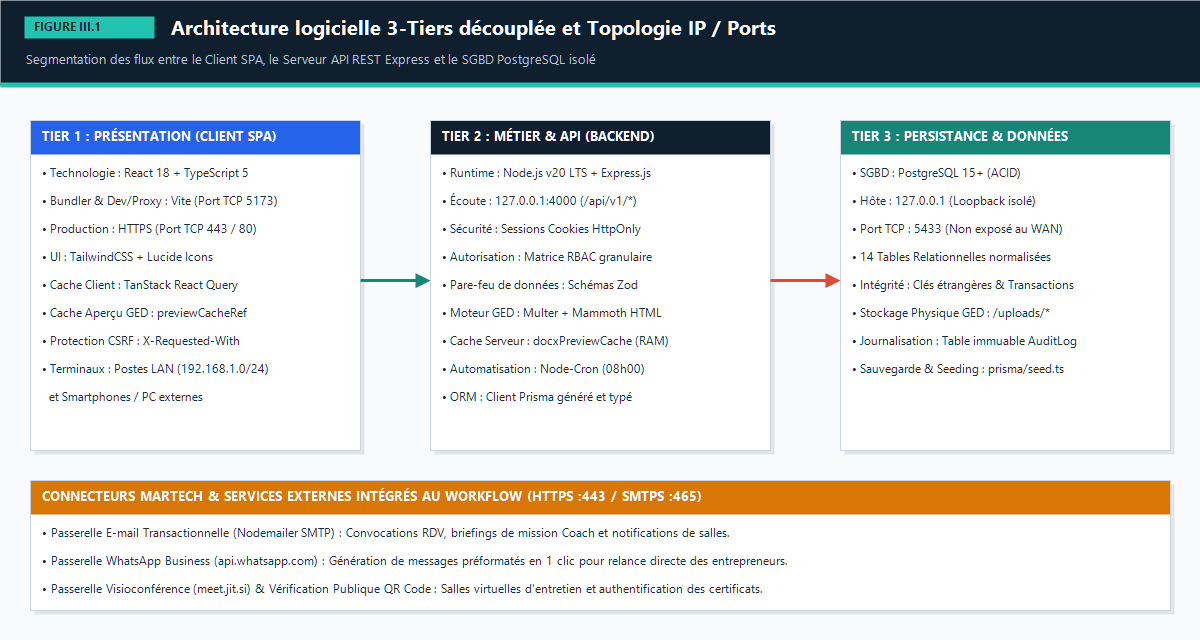 FIGURE III.1
Architecture logicielle 3-Tiers découplée et Topologie IP / Ports
Segmentation des flux entre le Client SPA, le Serveur API REST Express et le SGBD PostgreSQL isolé
TIER 1 : PRÉSENTATION (CLIENT SPA)
• Technologie : React 18 + TypeScript 5
• Bundler & Dev/Proxy : Vite (Port TCP 5173)
• Production : HTTPS (Port TCP 443 / 80)
• UI : TailwindCSS + Lucide Icons
• Cache Client : TanStack React Query
• Cache Aperçu GED : previewCacheRef
• Protection CSRF : X-Requested-With
• Terminaux : Postes LAN (192.168.1.0/24)
et Smartphones / PC externes
TIER 2 : MÉTIER & API (BACKEND)
• Runtime : Node.js v20 LTS + Express.js
• Écoute : 127.0.0.1:4000 (/api/v1/*)
• Sécurité : Sessions Cookies HttpOnly
• Autorisation : Matrice RBAC granulaire
• Pare-feu de données : Schémas Zod
• Moteur GED : Multer + Mammoth HTML
• Cache Serveur : docxPreviewCache (RAM)
• Automatisation : Node-Cron (08h00)
• ORM : Client Prisma généré et typé
TIER 3 : PERSISTANCE & DONNÉES
• SGBD : PostgreSQL 15+ (ACID)
• Hôte : 127.0.0.1 (Loopback isolé)
• Port TCP : 5433 (Non exposé au WAN)
• 14 Tables Relationnelles normalisées
• Intégrité : Clés étrangères & Transactions
• Stockage Physique GED : /uploads/*
• Journalisation : Table immuable AuditLog
• Sauvegarde & Seeding : prisma/seed.ts
CONNECTEURS MARTECH & SERVICES EXTERNES INTÉGRÉS AU WORKFLOW (HTTPS :443 / SMTPS :465)
• Passerelle E-mail Transactionnelle (Nodemailer SMTP) : Convocations RDV, briefings de mission Coach et notifications de salles.
• Passerelle WhatsApp Business (api.whatsapp.com) : Génération de messages préformatés en 1 clic pour relance directe des entrepreneurs.
• Passerelle Visioconférence (meet.jit.si) & Vérification Publique QR Code : Salles virtuelles d'entretien et authentification des certificats.